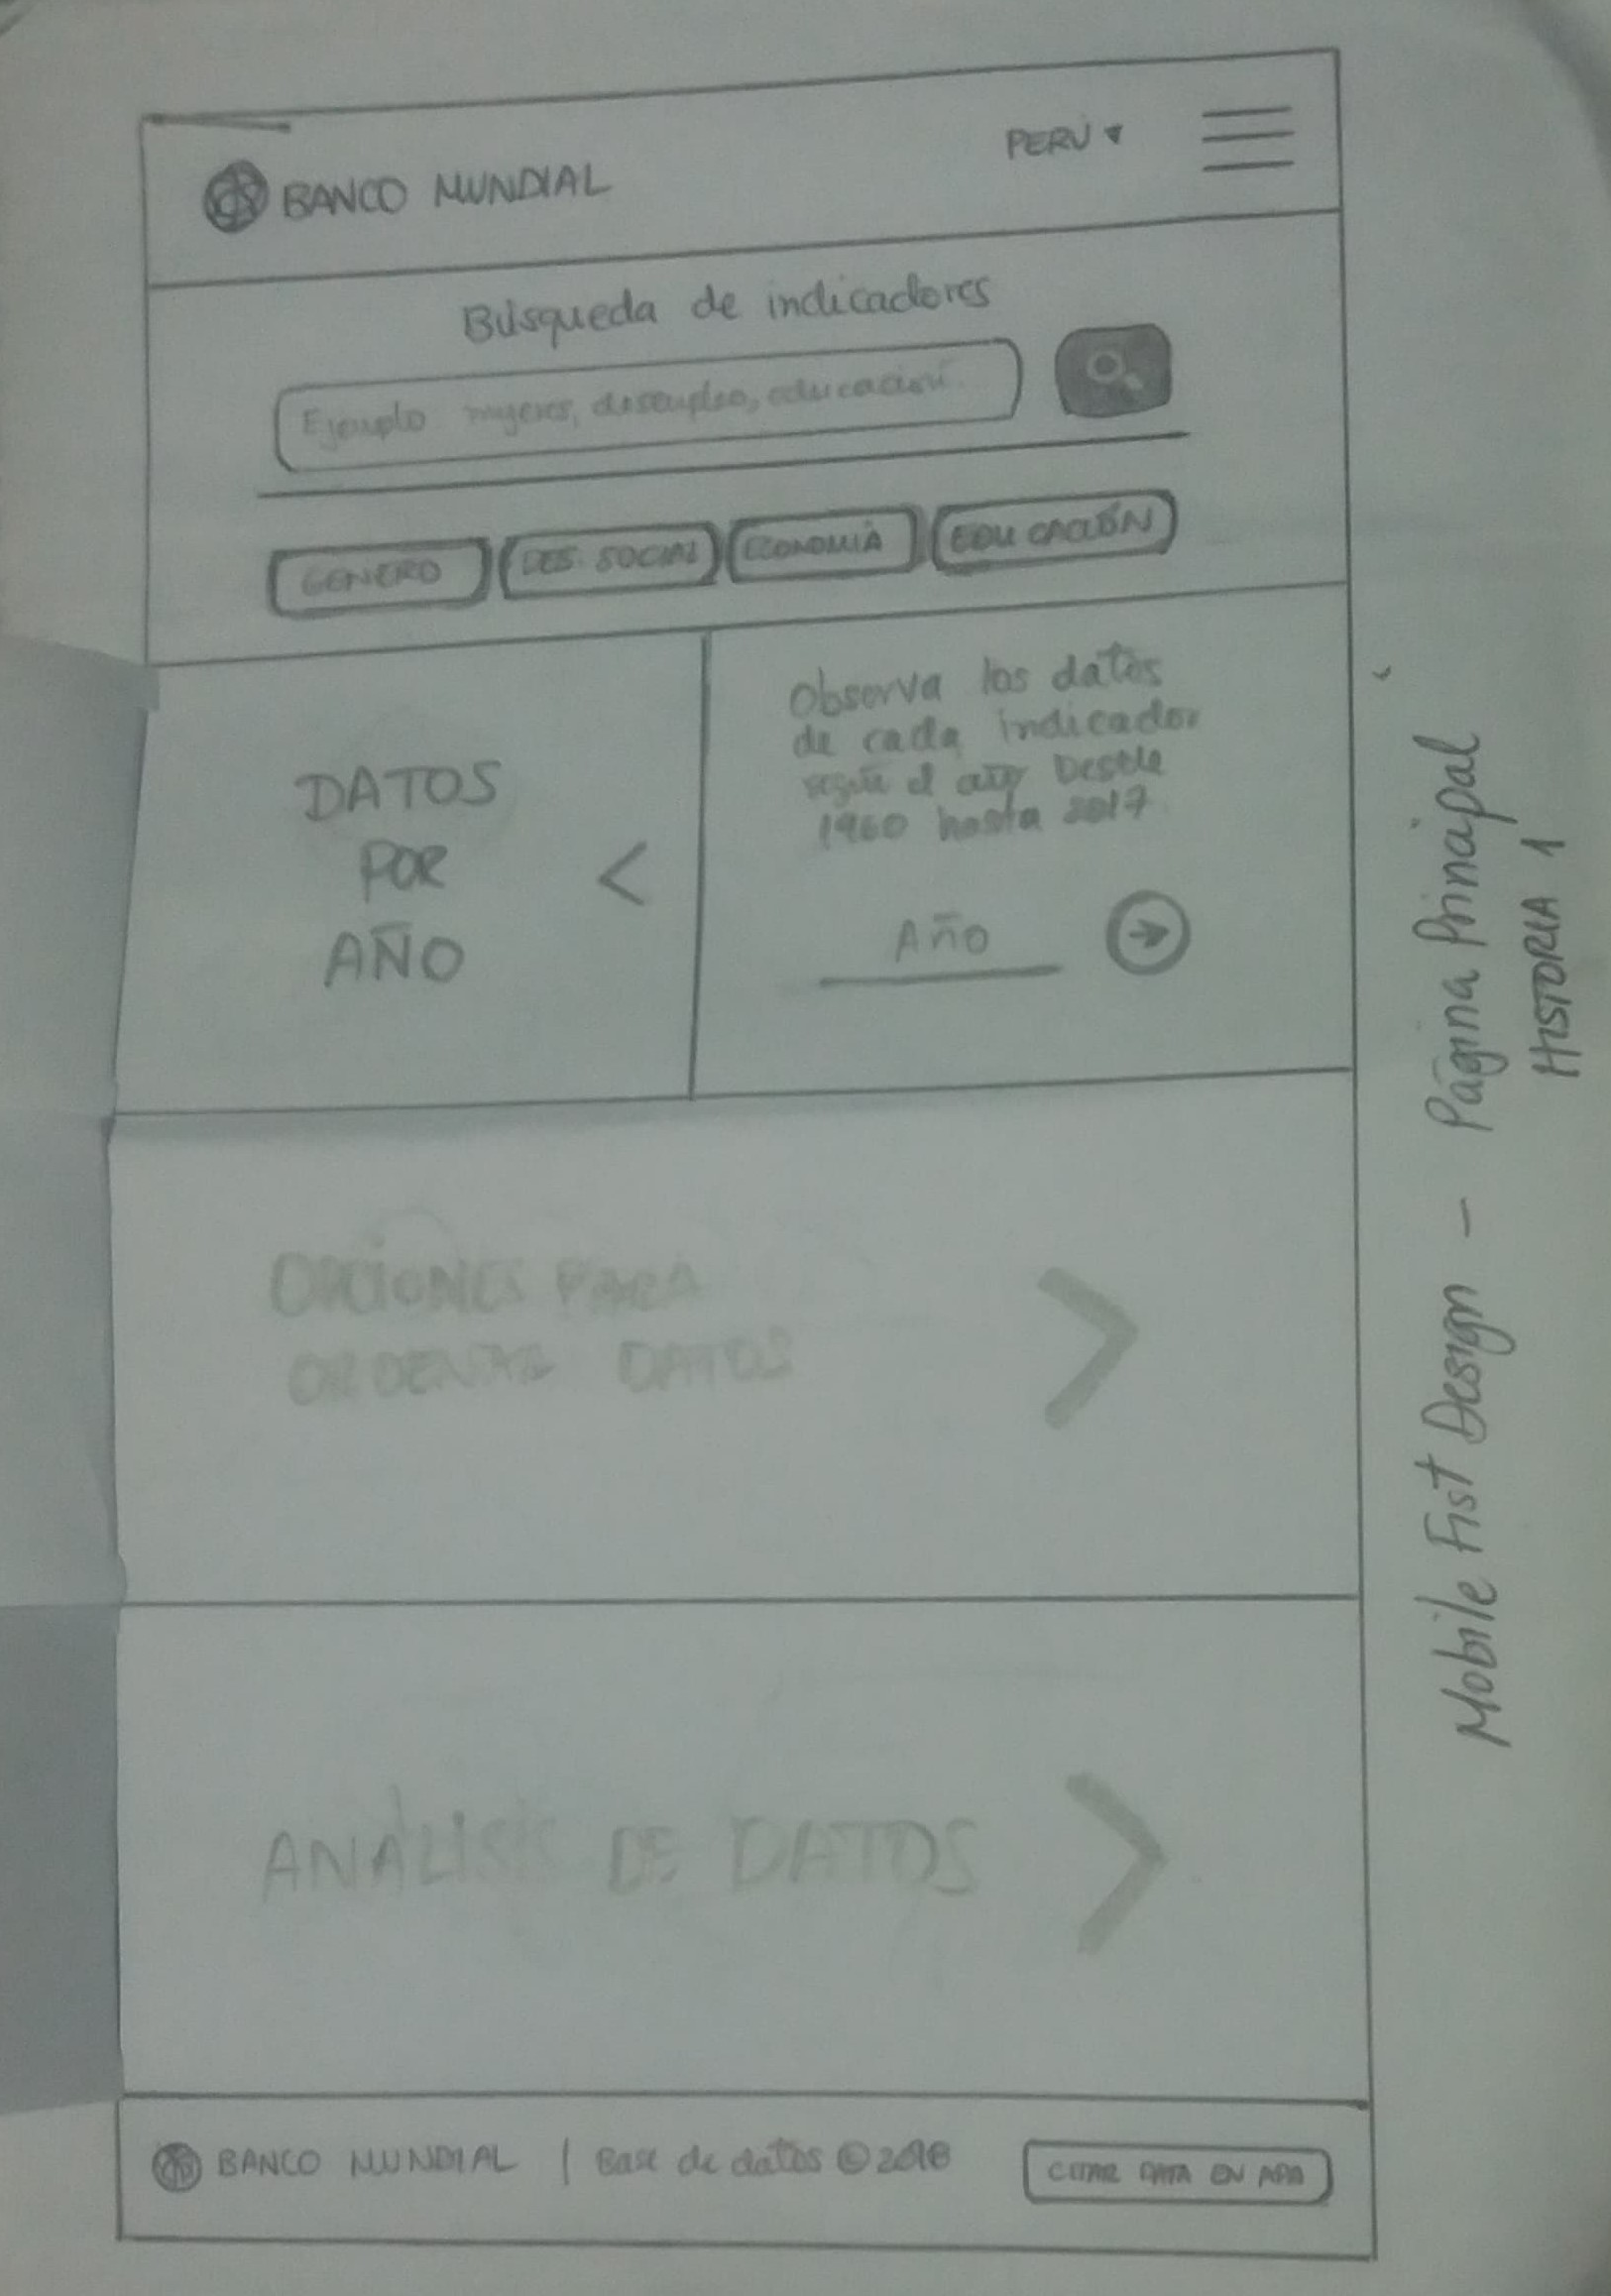 BANCO MUNDIAL
PERÚ ▾
Búsqueda de indicadores
Ejemplo mujeres, desempleo, educación
GENERO
DES. SOCIAL
ECONOMIA
EDUCACIÓN
DATOS
POR
AÑO
<
Observa los datos
de cada indicador
según el año Desde
1960 hasta 2017
Año
OPCIONES PARA
ORDENAR DATOS
ANÁLISIS DE DATOS
BANCO MUNDIAL | Base de datos © 2018
CITAR DATA EN APA
Mobile Fist Design - Página Principal
HISTORIA 1